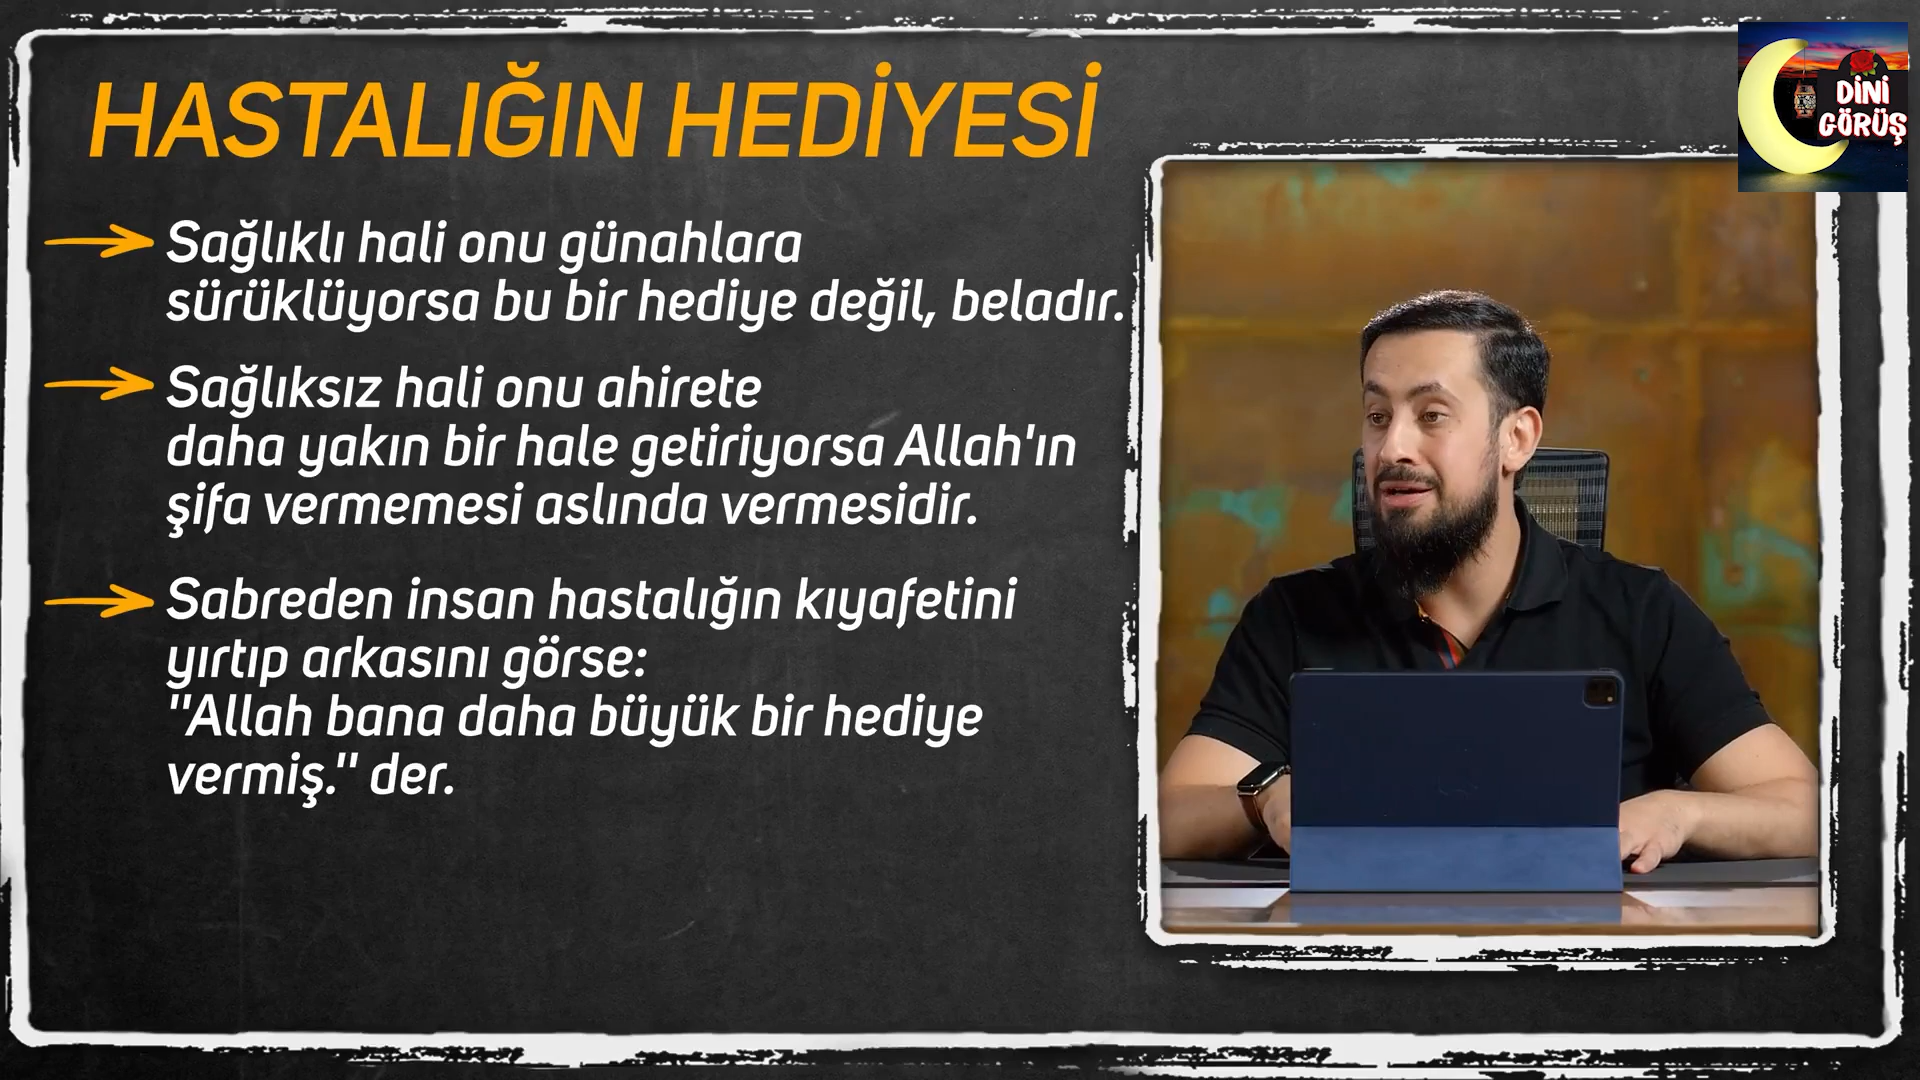 HASTALIĞIN HEDİYESİ
Sağlıklı hali onu günahlara
sürüklüyorsa bu bir hediye değil, beladır.
Sağlıksız hali onu ahirete
daha yakın bir hale getiriyorsa Allah'ın
şifa vermemesi aslında vermesidir.
Sabreden insan hastalığın kıyafetini
yırtıp arkasını görse:
"Allah bana daha büyük bir hediye
vermiş." der.
DİNİ
GÖRÜŞ